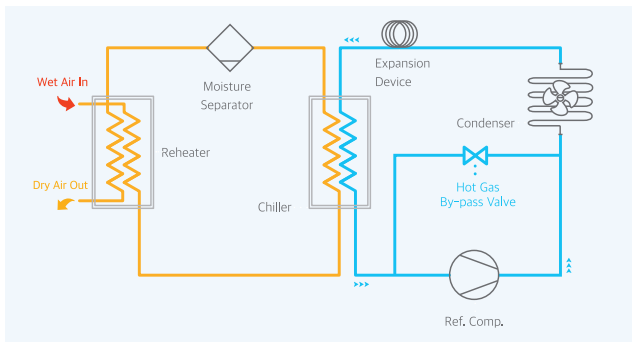 Wet Air In
Dry Air Out
Reheater
Moisture
Separator
Chiller
Expansion
Device
Condenser
Hot Gas
By-pass Valve
Ref. Comp.